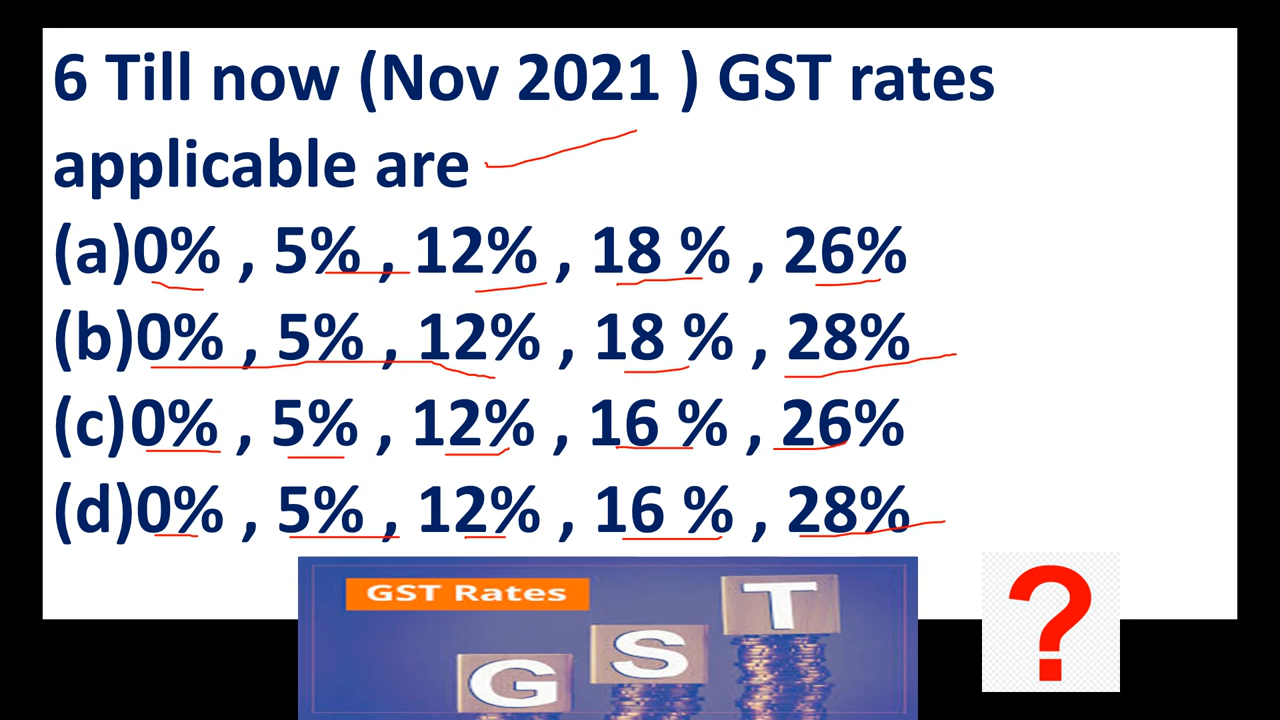 6 Till now (Nov 2021 ) GST rates
applicable are
(a)0% , 5% , 12% , 18 % , 26%
(b)0% , 5% , 12% , 18 % , 28%
(c)0% , 5% , 12% , 16 % , 26%
(d)0% , 5% , 12% , 16 % , 28%
GST Rates
G S T
?